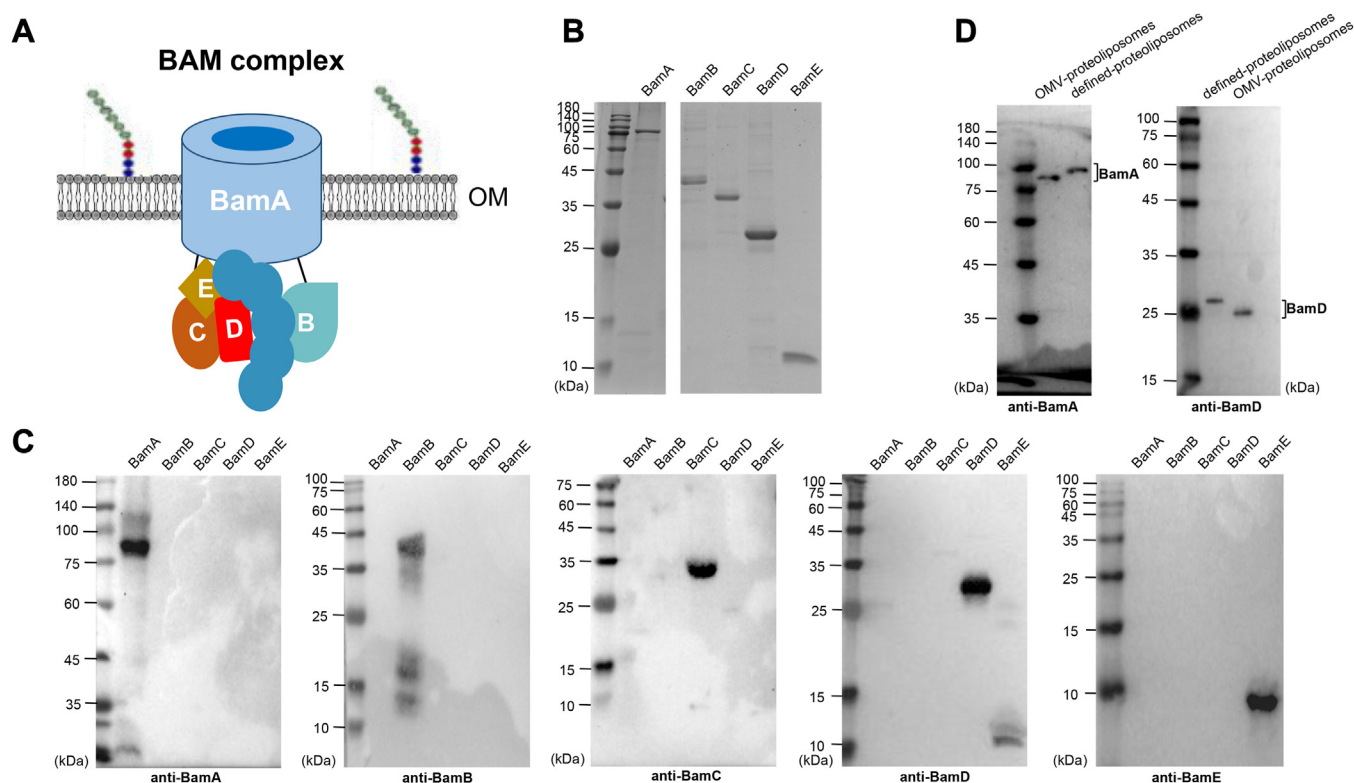 A
BAM complex
BamA
OM
E
C
D
B
B
BamA
BamB
BamC
BamD
BamE
180
140
100
75
60
45
35
25
15
10
(kDa)
D
OMV-proteoliposomes
defined-proteoliposomes
180
140
100
75
60
45
35
(kDa)
BamA
anti-BamA
defined-proteoliposomes
OMV-proteoliposomes
100
75
60
45
35
25
15
(kDa)
BamD
anti-BamD
C
BamA
BamB
BamC
BamD
BamE
180
140
100
75
60
45
35
(kDa)
anti-BamA
BamA
BamB
BamC
BamD
BamE
100
75
60
45
35
25
15
10
(kDa)
anti-BamB
BamA
BamB
BamC
BamD
BamE
75
60
45
35
25
15
10
(kDa)
anti-BamC
BamA
BamB
BamC
BamD
BamE
100
75
60
45
35
25
15
10
(kDa)
anti-BamD
BamA
BamB
BamC
BamD
BamE
100
75
60
45
35
25
15
10
(kDa)
anti-BamE